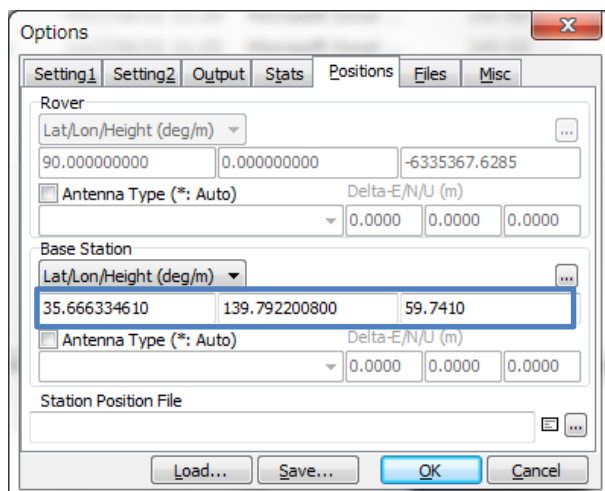 Options
Setting1 Setting2 Output Stats Positions Files Misc
Rover
Lat/Lon/Height (deg/m) ...
90.000000000 0.000000000 -6335367.6285
Antenna Type (*: Auto) Delta-E/N/U (m)
0.0000 0.0000 0.0000
Base Station
Lat/Lon/Height (deg/m) ...
35.666334610 139.792200800 59.7410
Antenna Type (*: Auto) Delta-E/N/U (m)
0.0000 0.0000 0.0000
Station Position File
...
Load... Save... OK Cancel